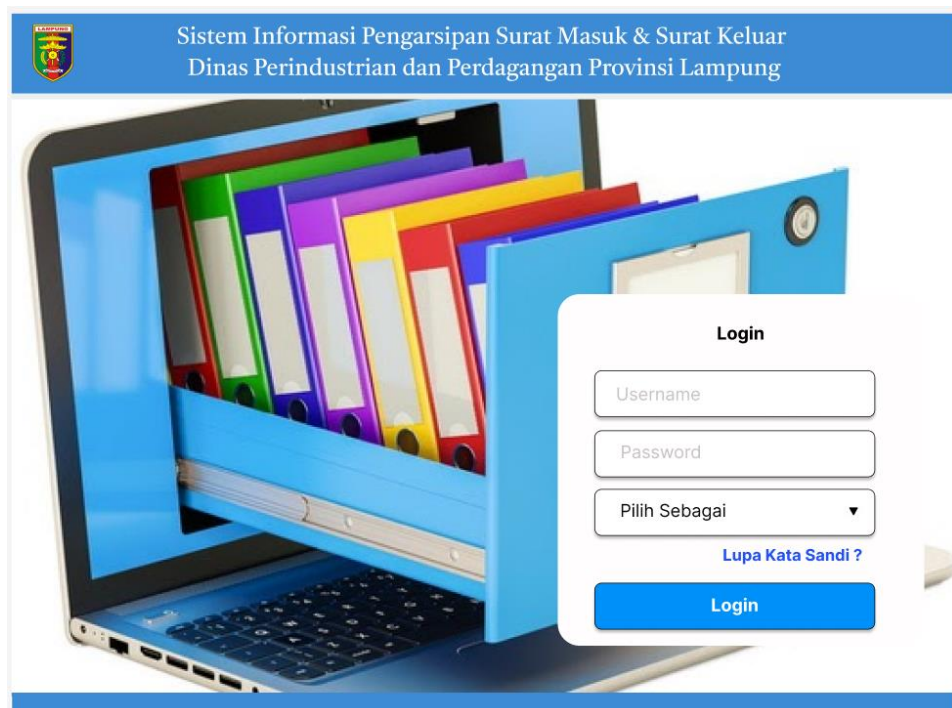 LAMPUNG
Sistem Informasi Pengarsipan Surat Masuk & Surat Keluar
Dinas Perindustrian dan Perdagangan Provinsi Lampung
Login
Username
Password
Pilih Sebagai
Lupa Kata Sandi ?
Login